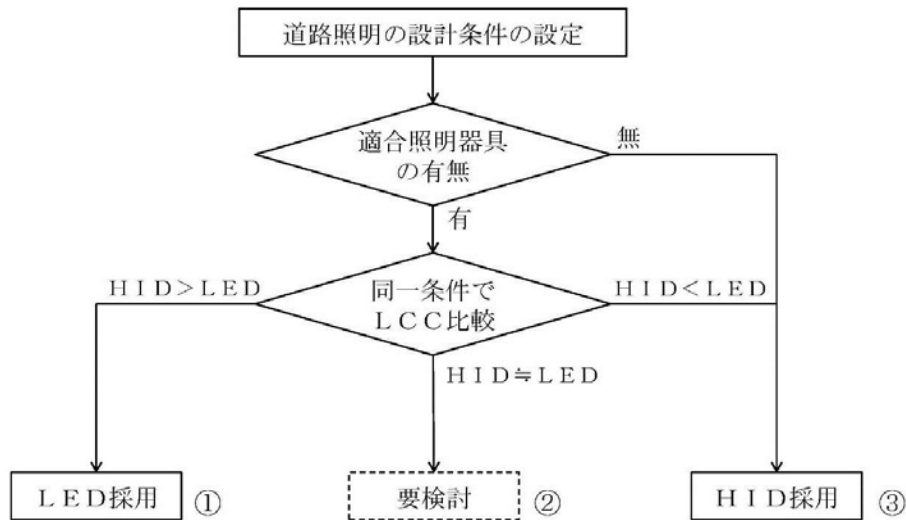 道路照明の設計条件の設定
適合照明器具
の有無
無
有
HID>LED
同一条件で
LCC比較
HID<LED
HID≒LED
LED採用 ①
要検討 ②
HID採用 ③